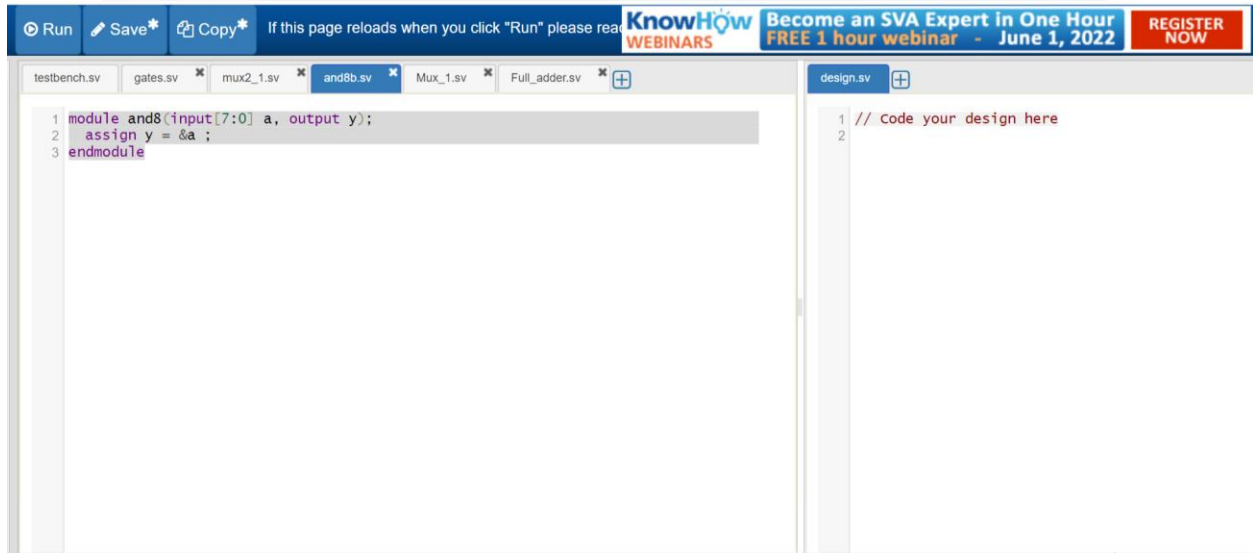 Run Save* Copy* If this page reloads when you click "Run" please rea
KnowHow
WEBINARS
Become an SVA Expert in One Hour
FREE 1 hour webinar - June 1, 2022
REGISTER
NOW
testbench.sv gates.sv mux2_1.sv and8b.sv Mux_1.sv Full_adder.sv
1 module and8(input[7:0] a, output y);
2 assign y = &a ;
3 endmodule
design.sv
1 // Code your design here
2